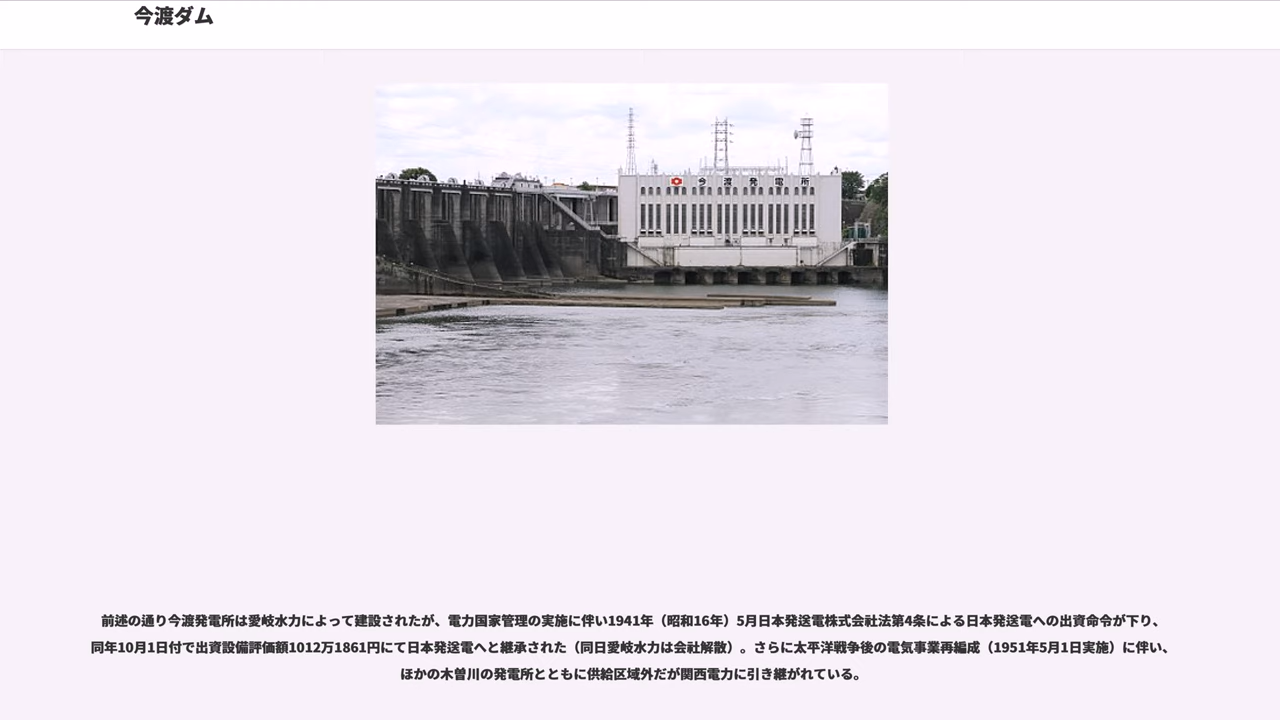 今渡ダム
今渡発電所
前述の通り今渡発電所は愛岐水力によって建設されたが、電力国家管理の実施に伴い1941年（昭和16年）5月日本発送電株式会社法第4条による日本発送電への出資命令が下り、
同年10月1日付で出資設備評価額1012万1861円にて日本発送電へと継承された（同日愛岐水力は会社解散）。さらに太平洋戦争後の電気事業再編成（1951年5月1日実施）に伴い、
ほかの木曽川の発電所とともに供給区域外だが関西電力に引き継がれている。